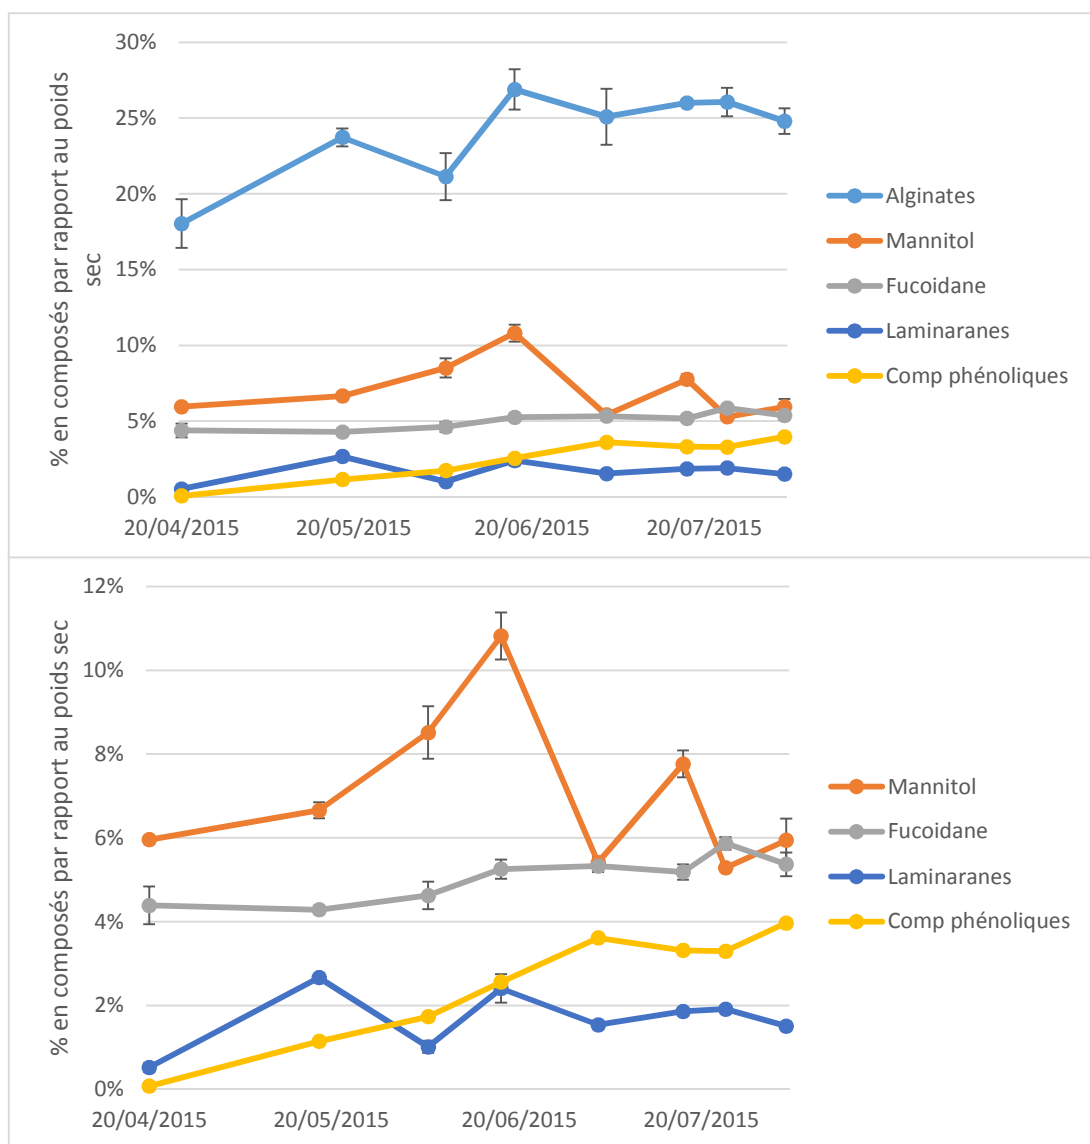 30%
25%
20%
15%
10%
5%
0%
% en composés par rapport au poids
sec
20/04/2015 20/05/2015 20/06/2015 20/07/2015
Alginates
Mannitol
Fucoidane
Laminaranes
Comp phénoliques
12%
10%
8%
6%
4%
2%
0%
% en composés par rapport au poids sec
20/04/2015 20/05/2015 20/06/2015 20/07/2015
Mannitol
Fucoidane
Laminaranes
Comp phénoliques